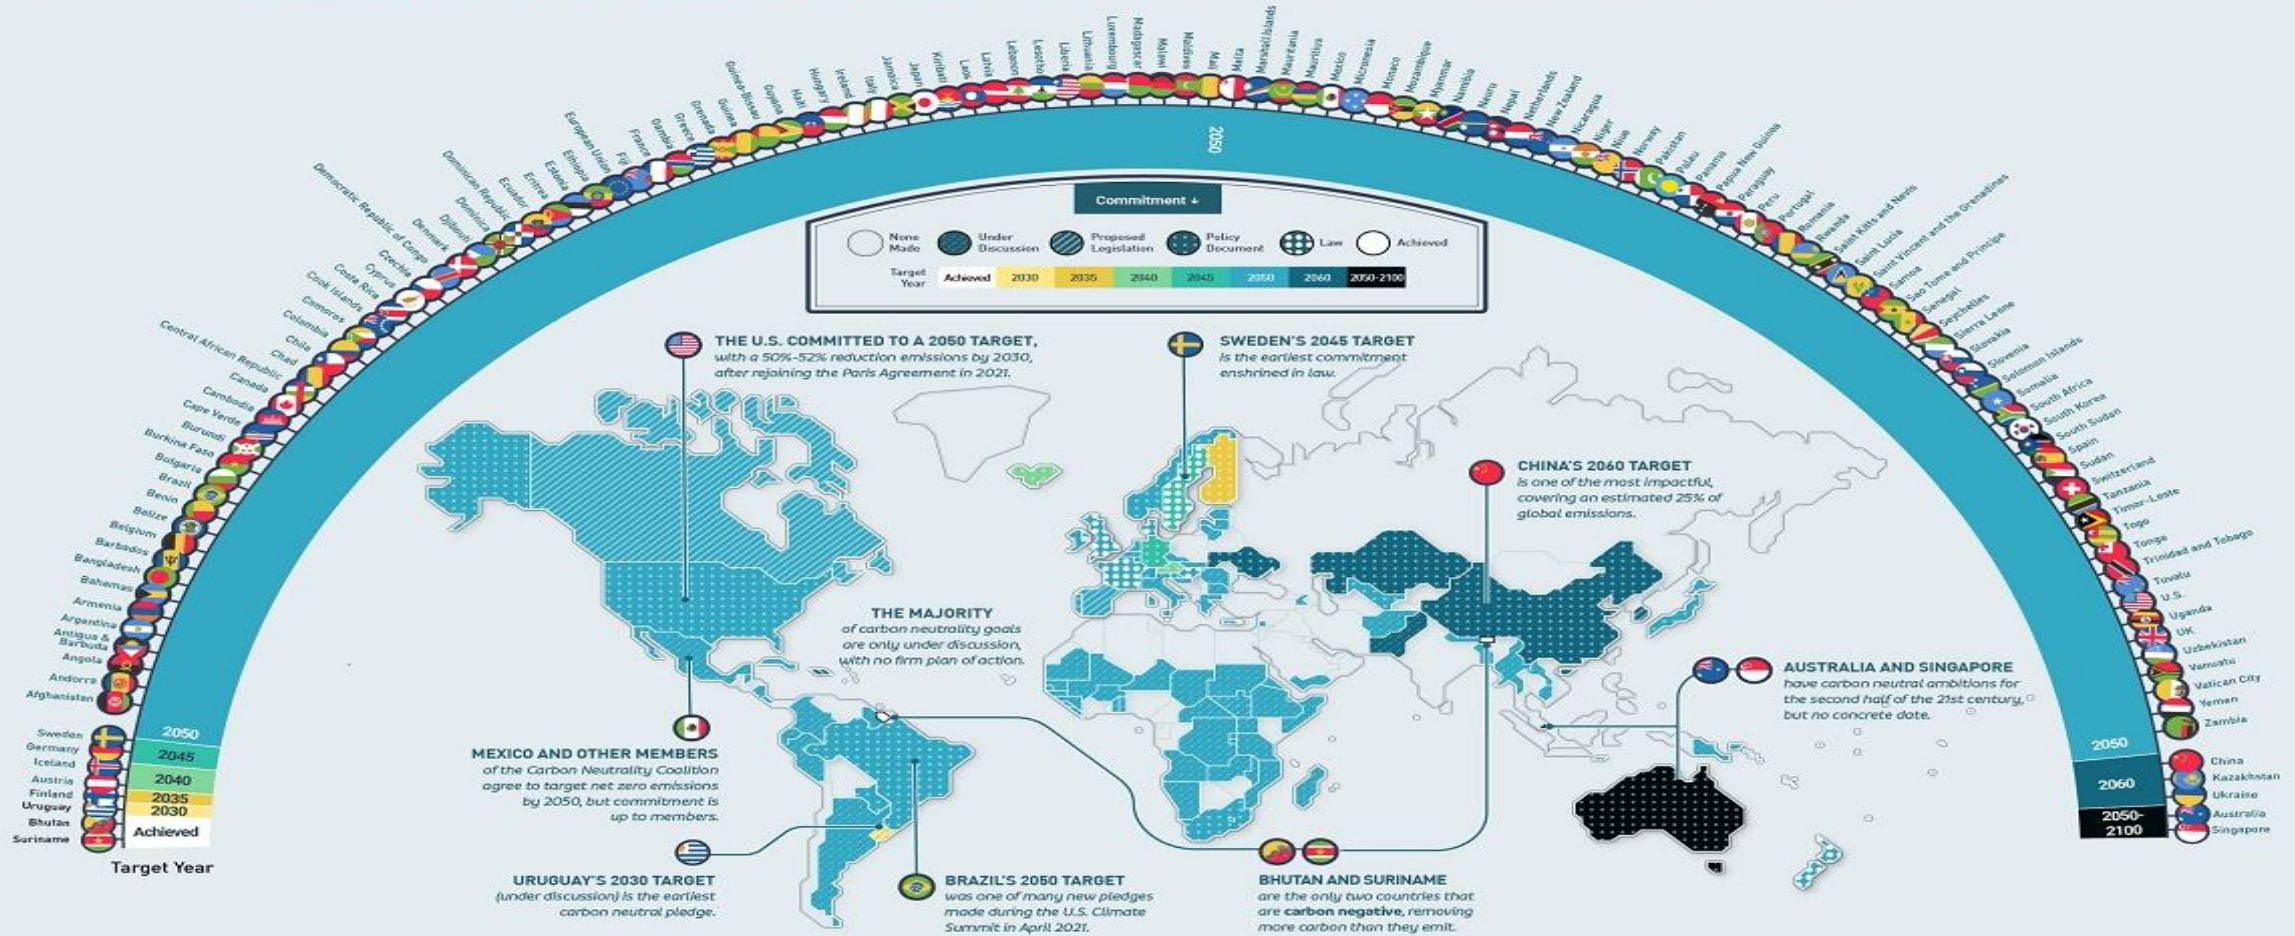 Suriname
Bhutan
Uruguay
Finland
Austria
Iceland
Germany
Sweden
Afghanistan
Andorra
Angola
Antigua &
Barbuda
Argentina
Armenia
Bahamas
Bangladesh
Barbados
Belgium
Belize
Benin
Brazil
Bulgaria
Burkina Faso
Burundi
Cape Verde
Cambodia
Canada
Central African Republic
Chad
Chile
Colombia
Comoros
Cook Islands
Costa Rica
Cyprus
Czechia
Democratic Republic of Congo
Denmark
Djibouti
Dominica
Dominican Republic
Ecuador
Eritrea
Estonia
Ethiopia
European Union
Fiji
France
Gambia
Greece
Grenada
Guinea
Guinea-Bissau
Guyana
Haiti
Hungary
Ireland
Italy
Jamaica
Japan
Kiribati
Laos
Latvia
Lebanon
Lesotho
Liberia
Lithuania
Luxembourg
Madagascar
Malawi
Maldives
Mali
Malta
Marshall Islands
Mauritania
Mauritius
Mexico
Micronesia
Monaco
Mozambique
Myanmar
Namibia
Nauru
Nepal
Netherlands
New Zealand
Nicaragua
Niger
Niue
Norway
Pakistan
Palau
Panama
Papua New Guinea
Paraguay
Peru
Portugal
Rumania
Rwanda
Saint Kitts and Nevis
Saint Lucia
Saint Vincent and the Grenadines
Samoa
Sao Tome and Principe
Senegal
Seychelles
Sierra Leone
Slovakia
Slovenia
Solomon Islands
Somalia
South Africa
South Korea
South Sudan
Spain
Sudan
Switzerland
Tanzania
Timor-Leste
Togo
Tonga
Trinidad and Tobago
Tuvalu
U.S.
Uganda
UK
Uzbekistan
Vanuatu
Vatican City
Yemen
Zambia
China
Kazakhstan
Ukraine
Australia
Singapore
2050
Commitment ↓
None
Made
Under
Discussion
Proposed
Legislation
Policy
Document
Law
Achieved
Target
Year
Achieved 2030 2035 2040 2045 2050 2060 2050-2100
THE U.S. COMMITTED TO A 2050 TARGET,
with a 50%-52% reduction emissions by 2030,
after rejoining the Paris Agreement in 2021.
SWEDEN'S 2045 TARGET
is the earliest commitment
enshrined in law.
CHINA'S 2060 TARGET
is one of the most impactful,
covering an estimated 25% of
global emissions.
THE MAJORITY
of carbon neutrality goals
are only under discussion,
with no firm plan of action.
AUSTRALIA AND SINGAPORE
have carbon neutral ambitions for
the second half of the 21st century,
but no concrete date.
MEXICO AND OTHER MEMBERS
of the Carbon Neutrality Coalition
agree to target net zero emissions
by 2050, but commitment is
up to members.
URUGUAY'S 2030 TARGET
(under discussion) is the earliest
carbon neutral pledge.
BRAZIL'S 2050 TARGET
was one of many new pledges
made during the U.S. Climate
Summit in April 2021.
BHUTAN AND SURINAME
are the only two countries that
are carbon negative, removing
more carbon than they emit.
2050
2045
2040
2035
2030
Achieved
Target Year
2050
2060
2050-
2100